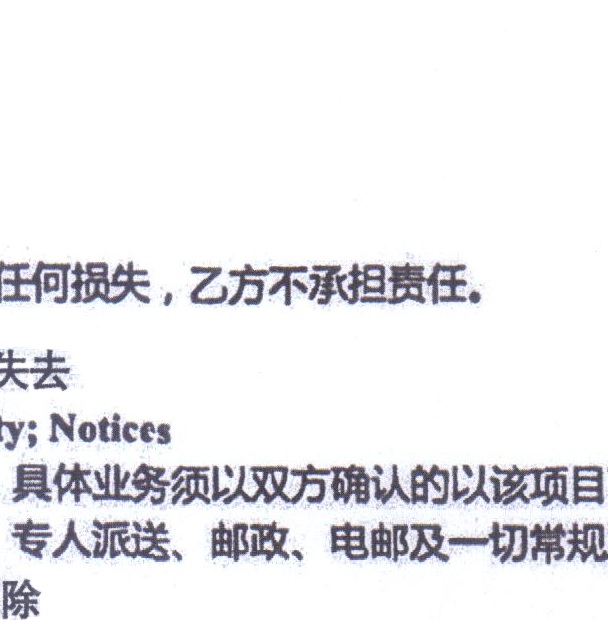 任何损失，乙方不承担责任。
失去
ty; Notices
具体业务须以双方确认的以该项目
专人派送、邮政、电邮及一切常规
除